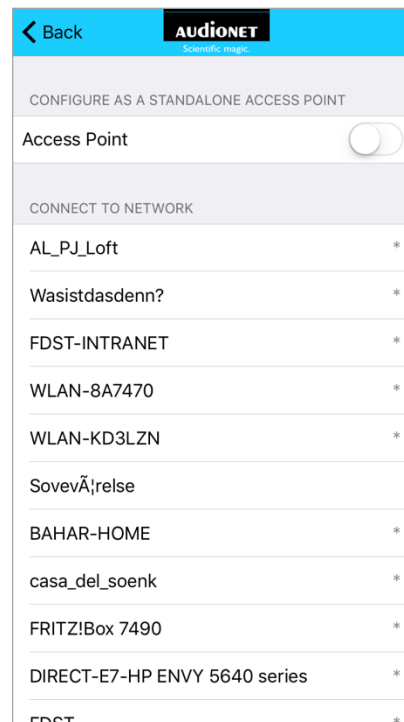 Back
AUDIONET
Scientific magic.
CONFIGURE AS A STANDALONE ACCESS POINT
Access Point
CONNECT TO NETWORK
AL_PJ_Loft *
Wasistdasdenn? *
FDST-INTRANET *
WLAN-8A7470 *
WLAN-KD3LZN *
SovevÃ¦relse
BAHAR-HOME *
casa_del_soenk *
FRITZ!Box 7490 *
DIRECT-E7-HP ENVY 5640 series *
FDST *